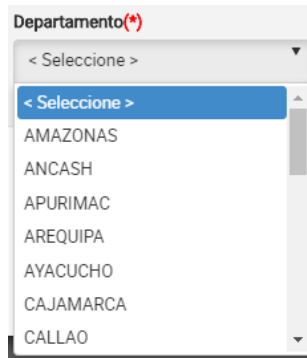 Departamento(*)
< Seleccione >
< Seleccione >
AMAZONAS
ANCASH
APURIMAC
AREQUIPA
AYACUCHO
CAJAMARCA
CALLAO